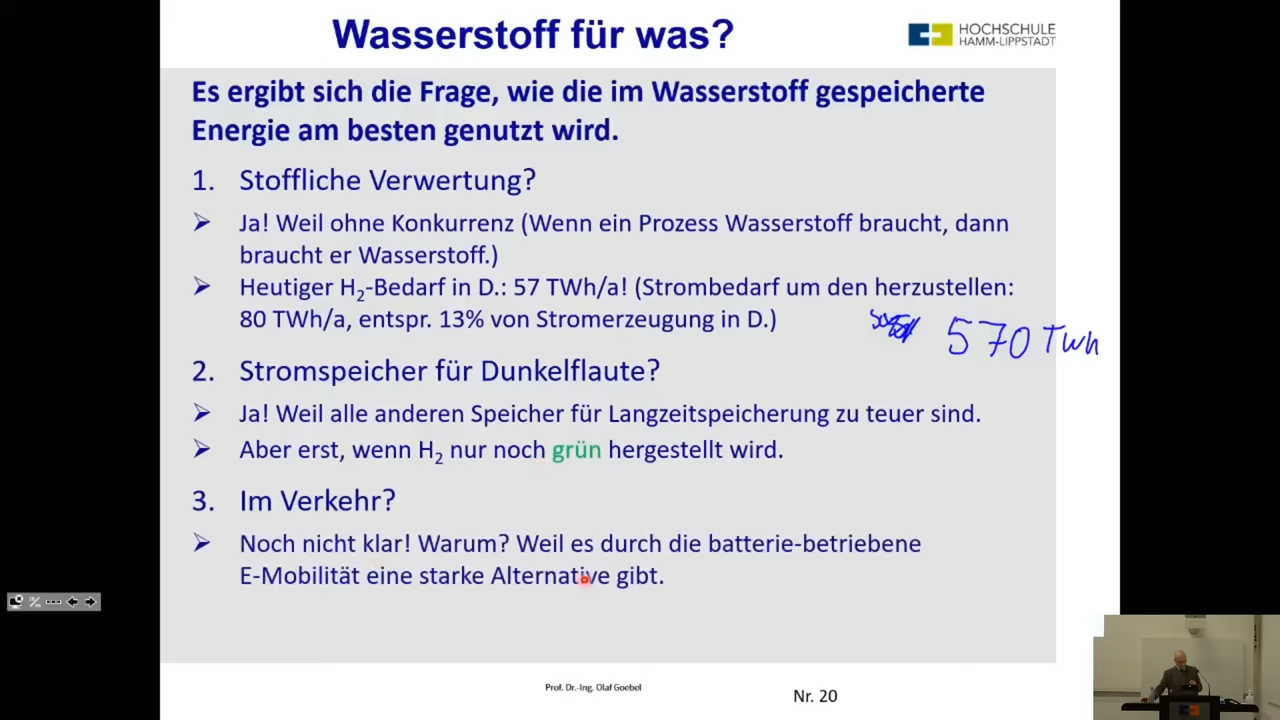 Wasserstoff für was?
HOCHSCHULE
HAMM-LIPPSTADT
Es ergibt sich die Frage, wie die im Wasserstoff gespeicherte
Energie am besten genutzt wird.
1. Stoffliche Verwertung?
➢ Ja! Weil ohne Konkurrenz (Wenn ein Prozess Wasserstoff braucht, dann
braucht er Wasserstoff.)
➢ Heutiger H₂-Bedarf in D.: 57 TWh/a! (Strombedarf um den herzustellen:
80 TWh/a, entspr. 13% von Stromerzeugung in D.)
570 TWh
2. Stromspeicher für Dunkelflaute?
➢ Ja! Weil alle anderen Speicher für Langzeitspeicherung zu teuer sind.
➢ Aber erst, wenn H₂ nur noch grün hergestellt wird.
3. Im Verkehr?
➢ Noch nicht klar! Warum? Weil es durch die batterie-betriebene
E-Mobilität eine starke Alternative gibt.
Prof. Dr.-Ing. Olaf Goebel
Nr. 20